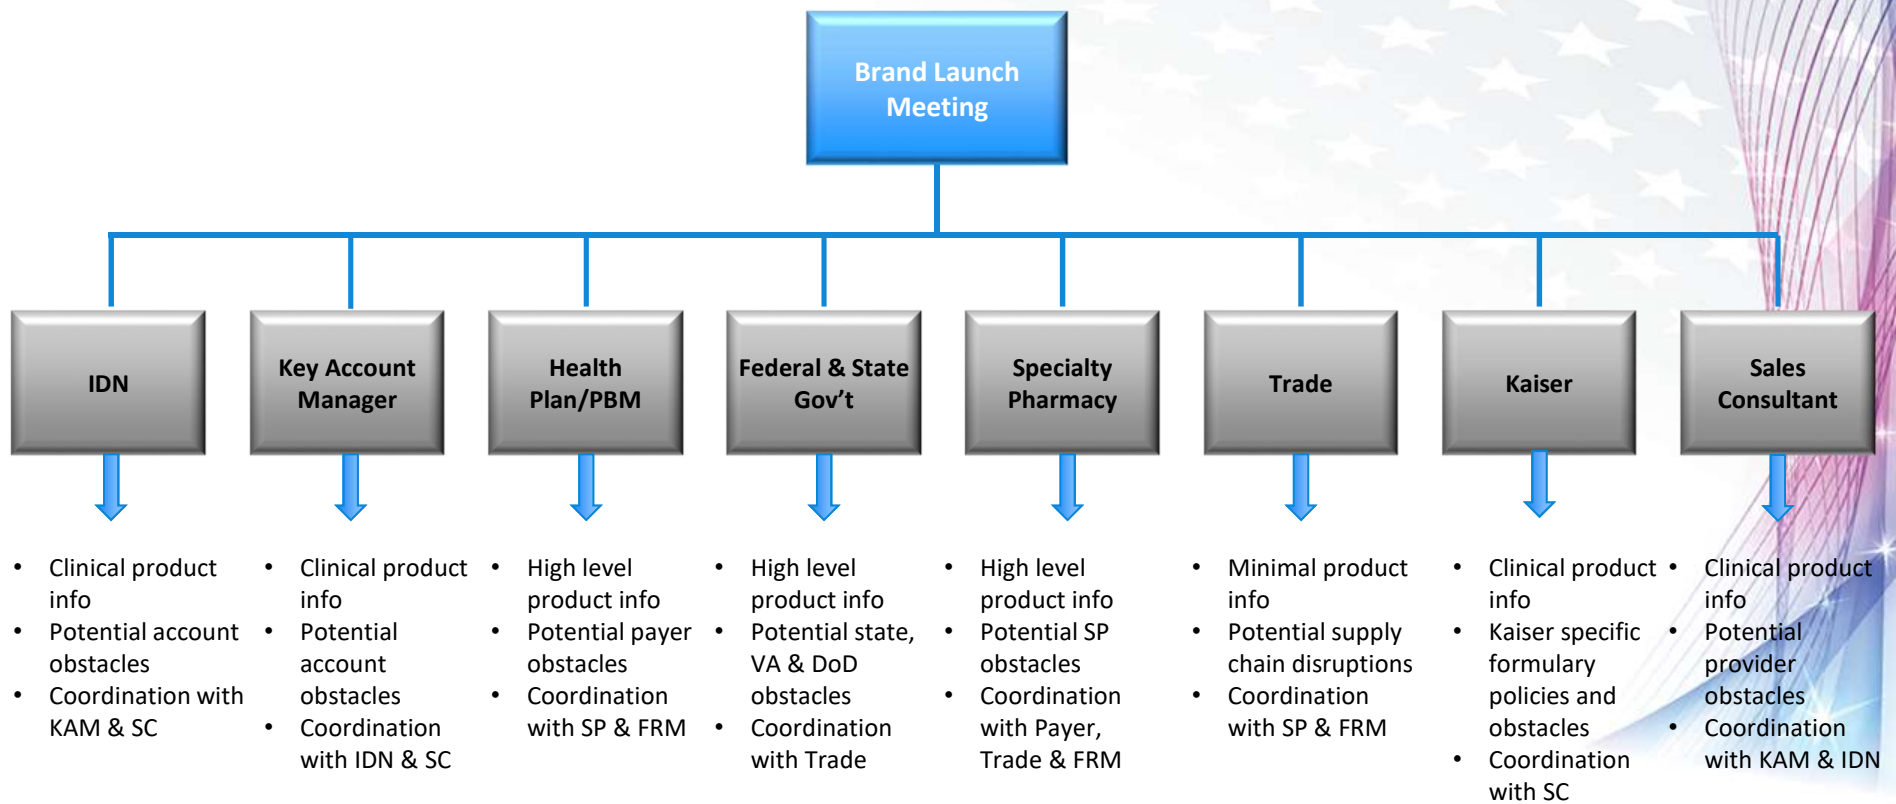 Brand Launch
Meeting
IDN
Key Account
Manager
Health
Plan/PBM
Federal & State
Gov’t
Specialty
Pharmacy
Trade
Kaiser
Sales
Consultant
• Clinical product
info
• Potential account
obstacles
• Coordination with
KAM & SC
• Clinical product
info
• Potential
account
obstacles
• Coordination
with IDN & SC
• High level
product info
• Potential payer
obstacles
• Coordination
with SP & FRM
• High level
product info
• Potential state,
VA & DoD
obstacles
• Coordination
with Trade
• High level
product info
• Potential SP
obstacles
• Coordination
with Payer,
Trade & FRM
• Minimal product
info
• Potential supply
chain disruptions
• Coordination
with SP & FRM
• Clinical product
info
• Kaiser specific
formulary
policies and
obstacles
• Coordination
with SC
• Clinical product
info
• Potential
provider
obstacles
• Coordination
with KAM & IDN